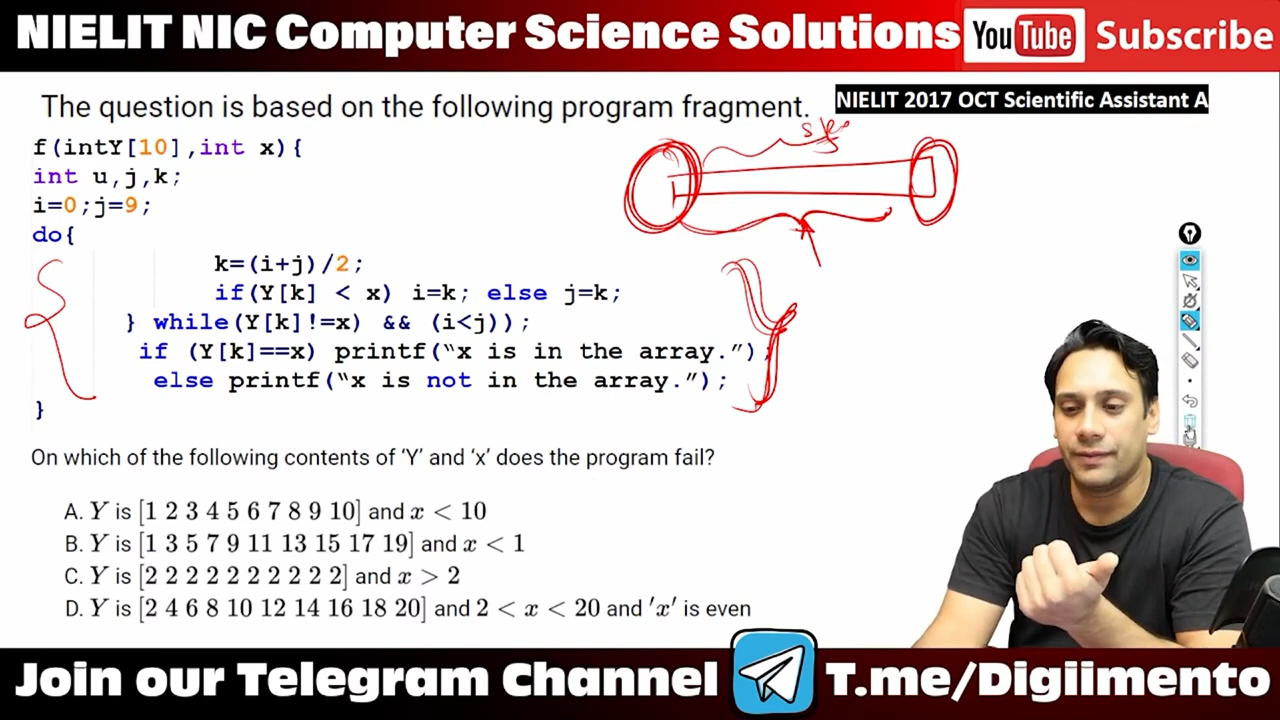 NIELIT NIC Computer Science Solutions YouTube Subscribe
The question is based on the following program fragment.
NIELIT 2017 OCT Scientific Assistant A
f(intY[10],int x){
int u,j,k;
i=0;j=9;
do{
k=(i+j)/2;
if(Y[k] < x) i=k; else j=k;
} while(Y[k]!=x) && (i<j));
if (Y[k]==x) printf(“x is in the array.”);
else printf(“x is not in the array.”);
}
On which of the following contents of ‘Y’ and ‘x’ does the program fail?
A. Y is [1 2 3 4 5 6 7 8 9 10] and x < 10
B. Y is [1 3 5 7 9 11 13 15 17 19] and x < 1
C. Y is [2 2 2 2 2 2 2 2 2 2] and x > 2
D. Y is [2 4 6 8 10 12 14 16 18 20] and 2 < x < 20 and 'x' is even
Join our Telegram Channel T.me/Digiimento